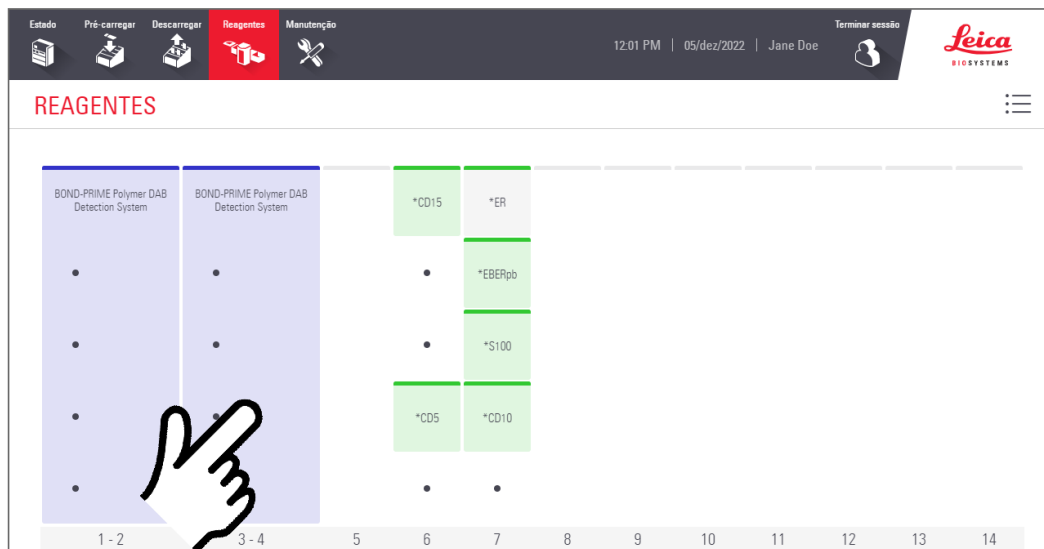 Estado Pré-carregar Descarregar Reagentes Manutenção Terminar sessão
12:01 PM | 05/dez/2022 | Jane Doe
Leica
BIOSYSTEMS
REAGENTES
BOND-PRIME Polymer DAB
Detection System
BOND-PRIME Polymer DAB
Detection System
*CD15 *ER
*EBERpb
*S100
*CD5 *CD10
1 - 2 3 - 4 5 6 7 8 9 10 11 12 13 14